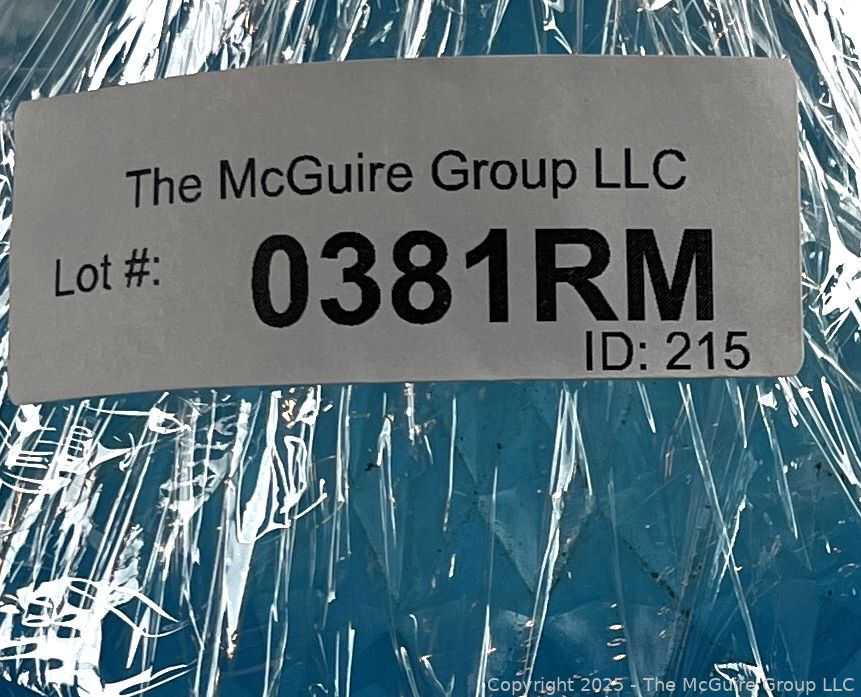 The McGuire Group LLC
Lot #: 0381RM
ID: 215
Copyright 2025 - The McGuire Group LLC